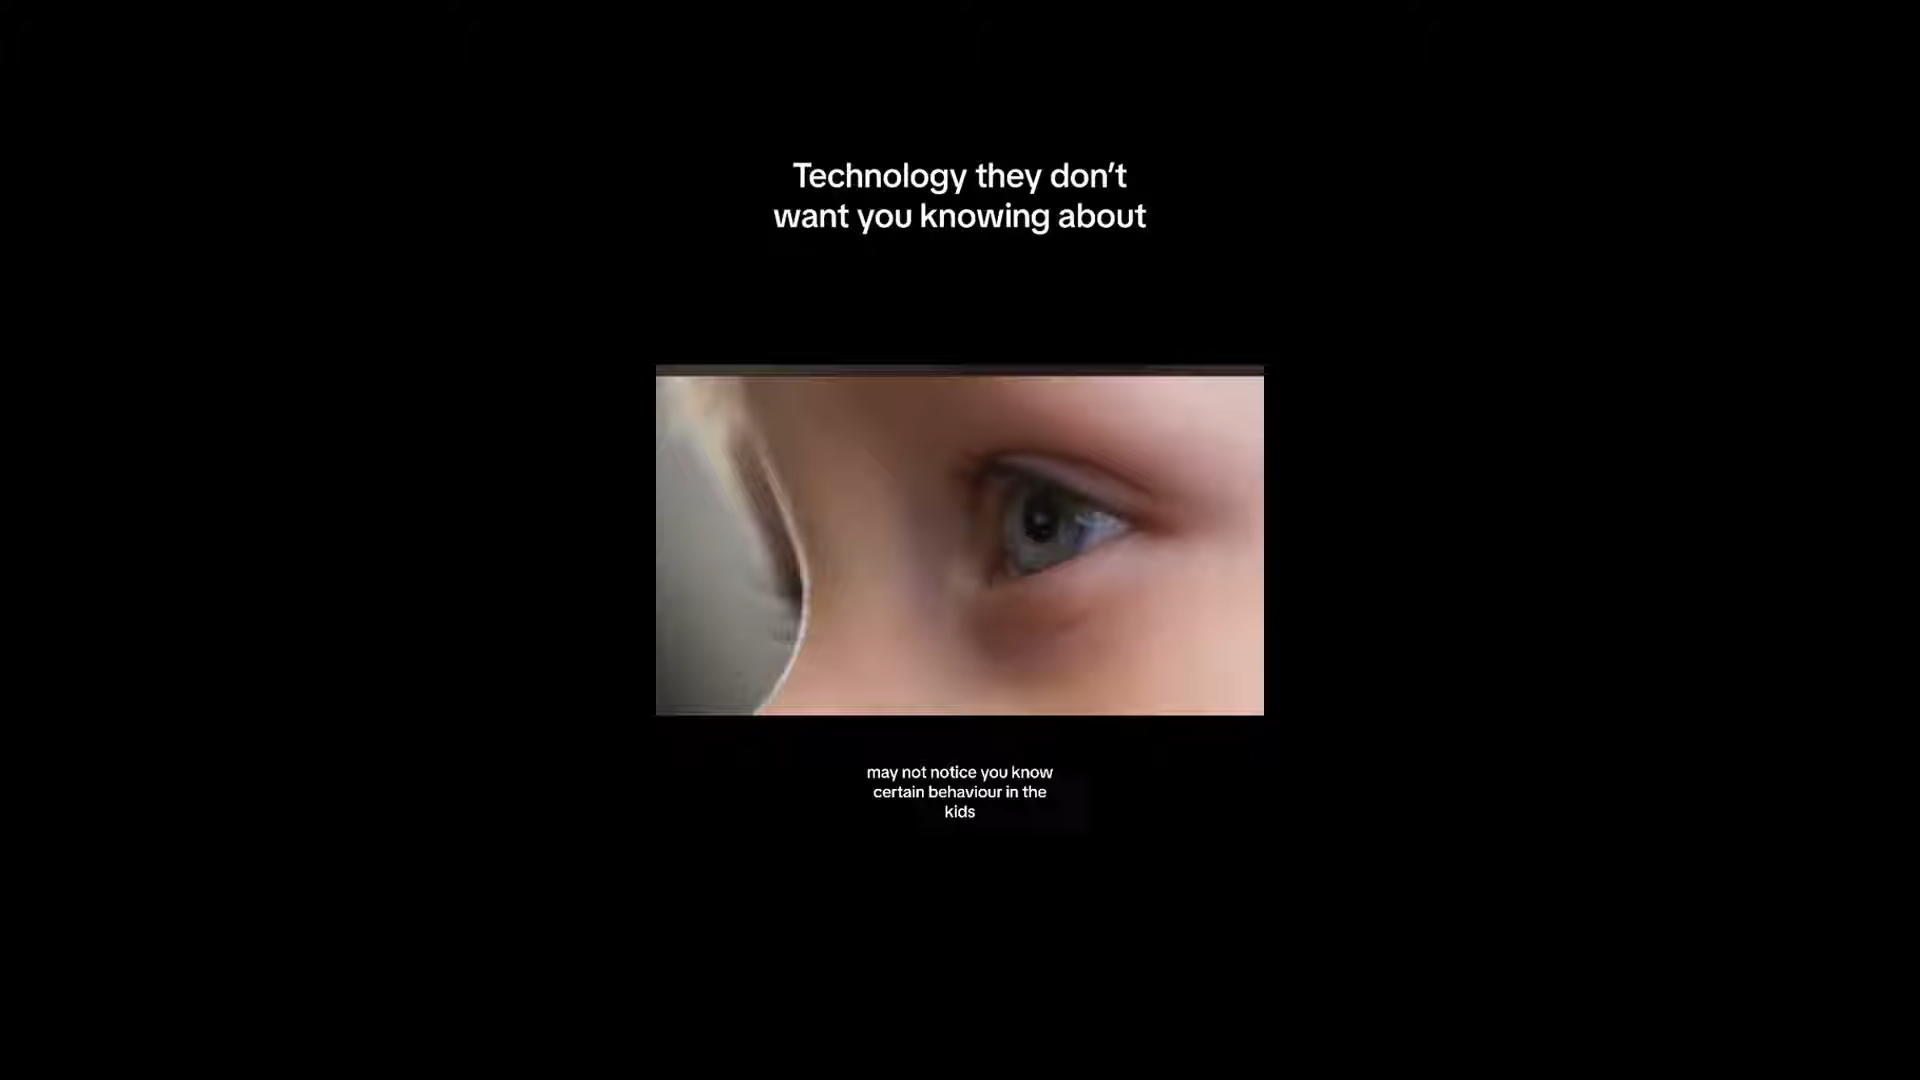 Technology they don't
want you knowing about
may not notice you know
certain behaviour in the
kids